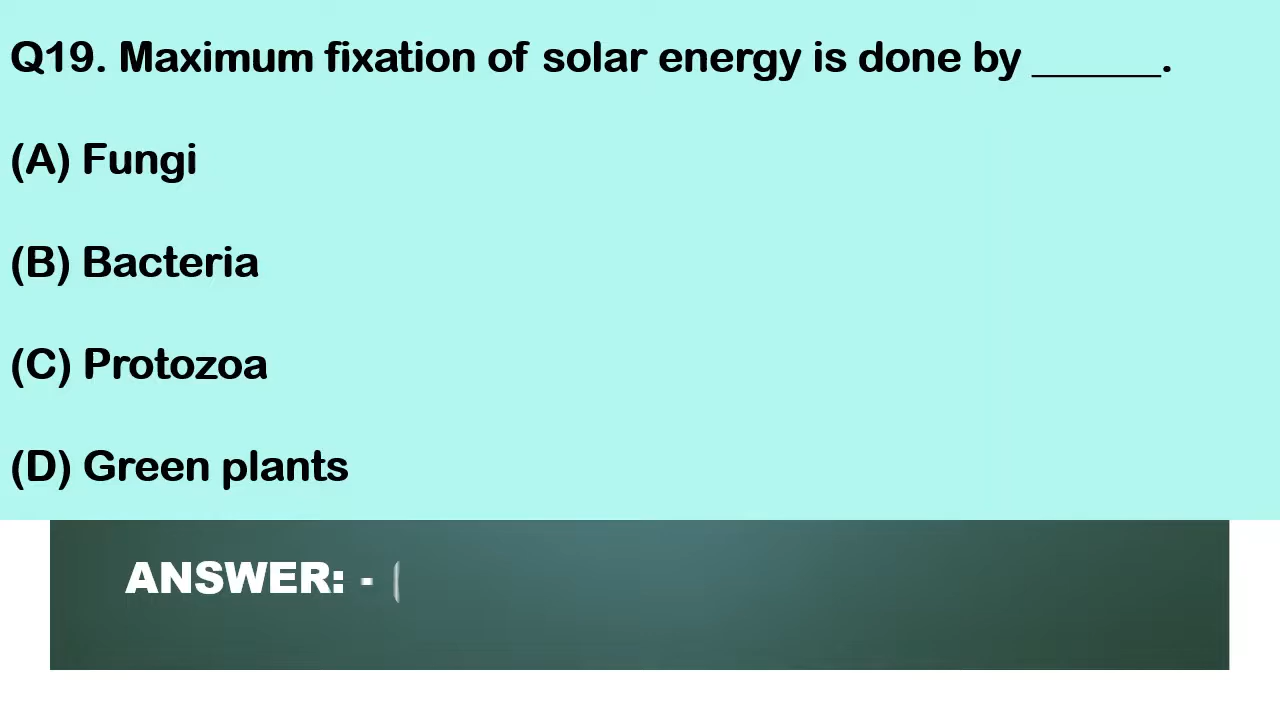 Q19. Maximum fixation of solar energy is done by ______.
(A) Fungi
(B) Bacteria
(C) Protozoa
(D) Green plants
ANSWER: - (